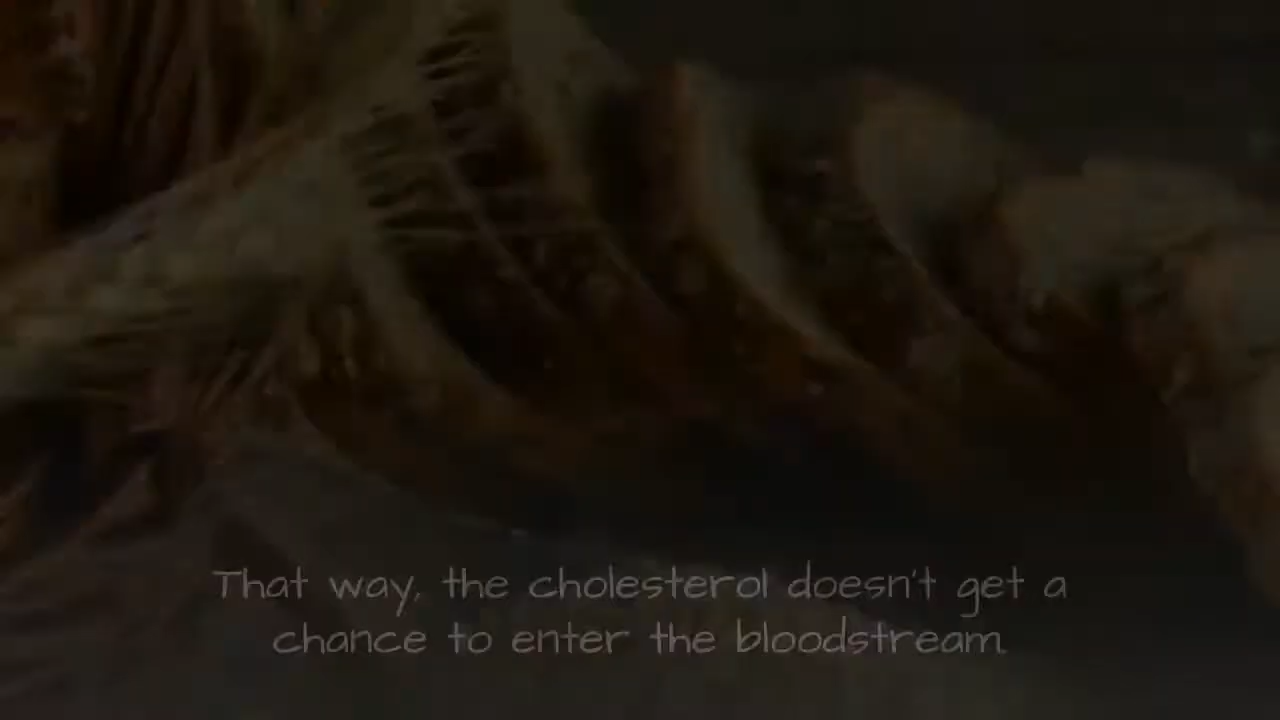 That way, the cholesterol doesn't get a
chance to enter the bloodstream.